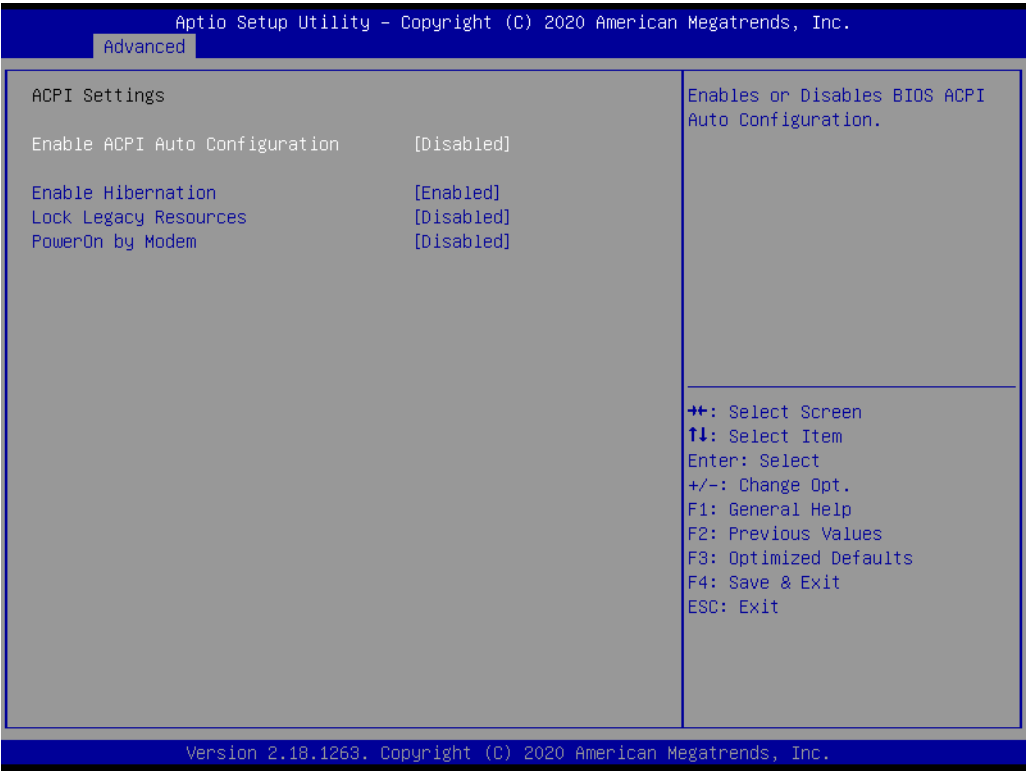 Aptio Setup Utility – Copyright (C) 2020 American Megatrends, Inc.
Advanced
ACPI Settings
Enable ACPI Auto Configuration [Disabled]
Enable Hibernation [Enabled]
Lock Legacy Resources [Disabled]
PowerOn by Modem [Disabled]
Enables or Disables BIOS ACPI
Auto Configuration.
→←: Select Screen
↑↓: Select Item
Enter: Select
+/-: Change Opt.
F1: General Help
F2: Previous Values
F3: Optimized Defaults
F4: Save & Exit
ESC: Exit
Version 2.18.1263. Copyright (C) 2020 American Megatrends, Inc.